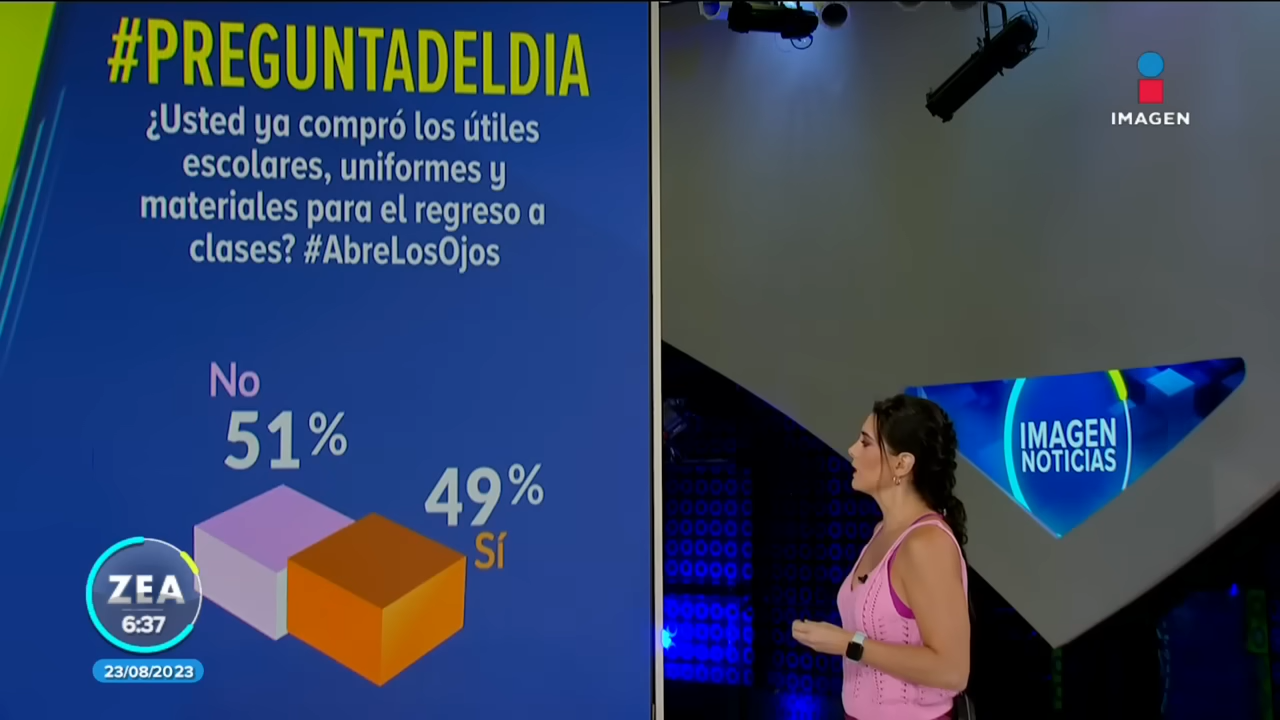 #PREGUNTADELDIA
¿Usted ya compró los útiles
escolares, uniformes y
materiales para el regreso a
clases? #AbreLosOjos
No
51%
49%
Sí
ZEA
6:37
23/08/2023
IMAGEN
IMAGEN
NOTICIAS